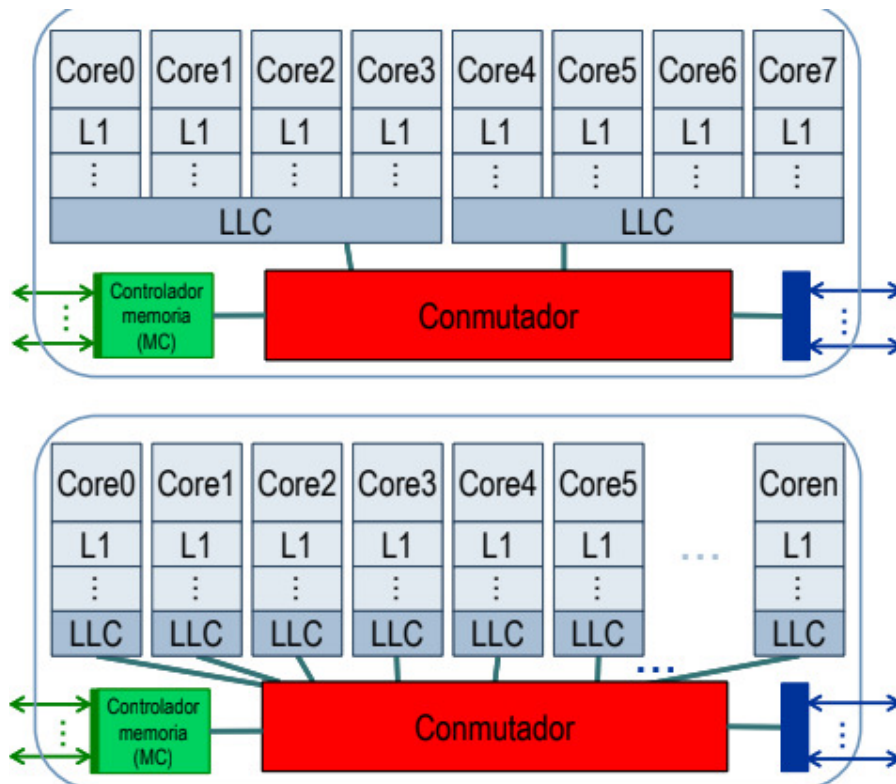 Core0 Core1 Core2 Core3 Core4 Core5 Core6 Core7
L1 L1 L1 L1 L1 L1 L1 L1
LLC LLC
Controlador
memoria
(MC)
Conmutador
Core0 Core1 Core2 Core3 Core4 Core5 Coren
L1 L1 L1 L1 L1 L1 L1
LLC LLC LLC LLC LLC LLC LLC
Controlador
memoria
(MC)
Conmutador